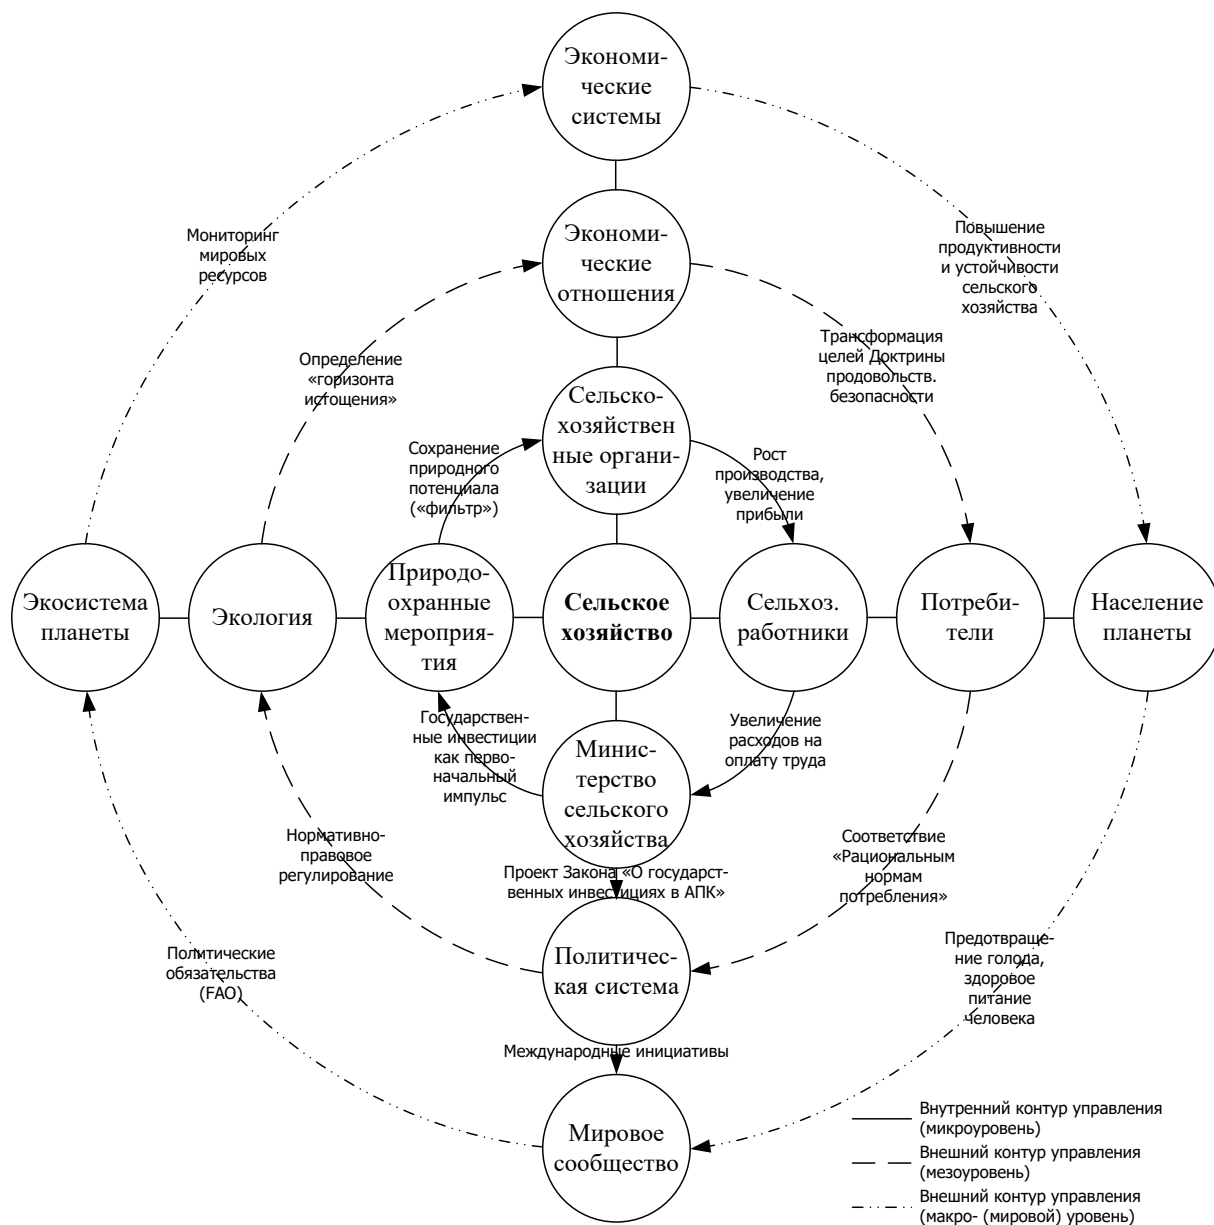 Экономи-
ческие
системы
Мониторинг
мировых
ресурсов
Экономи-
ческие
отношения
Повышение
продуктивности
и устойчивости
сельского
хозяйства
Определение
«горизонта
истощения»
Трансформация
целей Доктрины
продовольств.
безопасности
Сельско-
хозяйствен
ные органи-
зации
Сохранение
природного
потенциала
(«фильтр»)
Рост
производства,
увеличение
прибыли
Экосистема
планеты
Экология
Природо-
охранные
мероприя-
тия
Сельское
хозяйство
Сельхоз.
работники
Потреби-
тели
Население
планеты
Государствен-
ные инвестиции
как перво-
начальный
импульс
Минис-
терство
сельского
хозяйства
Увеличение
расходов на
оплату труда
Нормативно-
правовое
регулирование
Проект Закона «О государст-
венных инвестициях в АПК»
Соответствие
«Рациональным
нормам
потребления»
Политичес-
кая система
Политические
обязательства
(FAO)
Предотвраще-
ние голода,
здоровое
питание
человека
Международные инициативы
Мировое
сообщество
Внутренний контур управления
(микроуровень)
Внешний контур управления
(мезоуровень)
Внешний контур управления
(макро- (мировой) уровень)